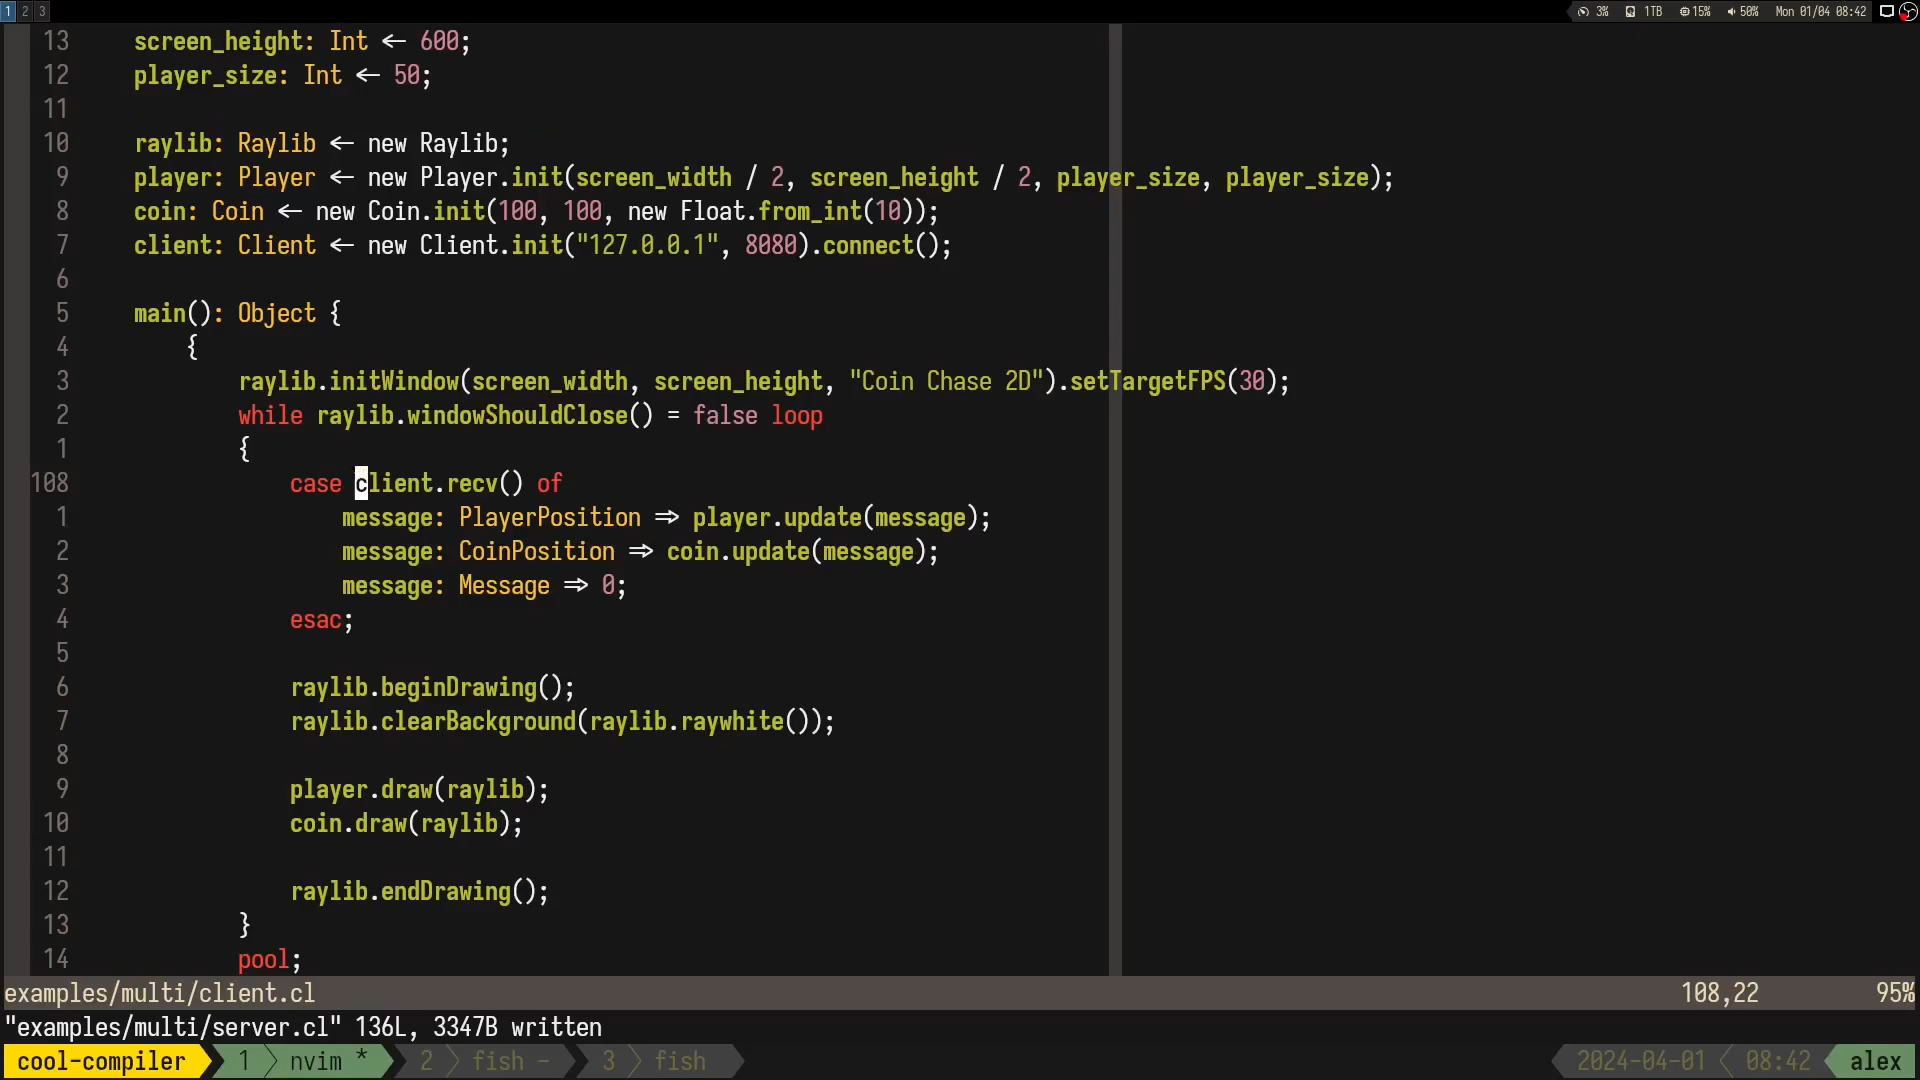 1 2 3 3% 1TB 15% 50% Mon 01/04 08:42
13 screen_height: Int <- 600;
12 player_size: Int <- 50;
11
10 raylib: Raylib <- new Raylib;
9 player: Player <- new Player.init(screen_width / 2, screen_height / 2, player_size, player_size);
8 coin: Coin <- new Coin.init(100, 100, new Float.from_int(10));
7 client: Client <- new Client.init("127.0.0.1", 8080).connect();
6
5 main(): Object {
4 {
3 raylib.initWindow(screen_width, screen_height, "Coin Chase 2D").setTargetFPS(30);
2 while raylib.windowShouldClose() = false loop
1 {
108 case client.recv() of
1 message: PlayerPosition => player.update(message);
2 message: CoinPosition => coin.update(message);
3 message: Message => 0;
4 esac;
5
6 raylib.beginDrawing();
7 raylib.clearBackground(raylib.raywhite());
8
9 player.draw(raylib);
10 coin.draw(raylib);
11
12 raylib.endDrawing();
13 }
14 pool;
examples/multi/client.cl 108,22 95%
"examples/multi/server.cl" 136L, 3347B written
cool-compiler 1 nvim * 2 fish - 3 fish 2024-04-01 08:42 alex